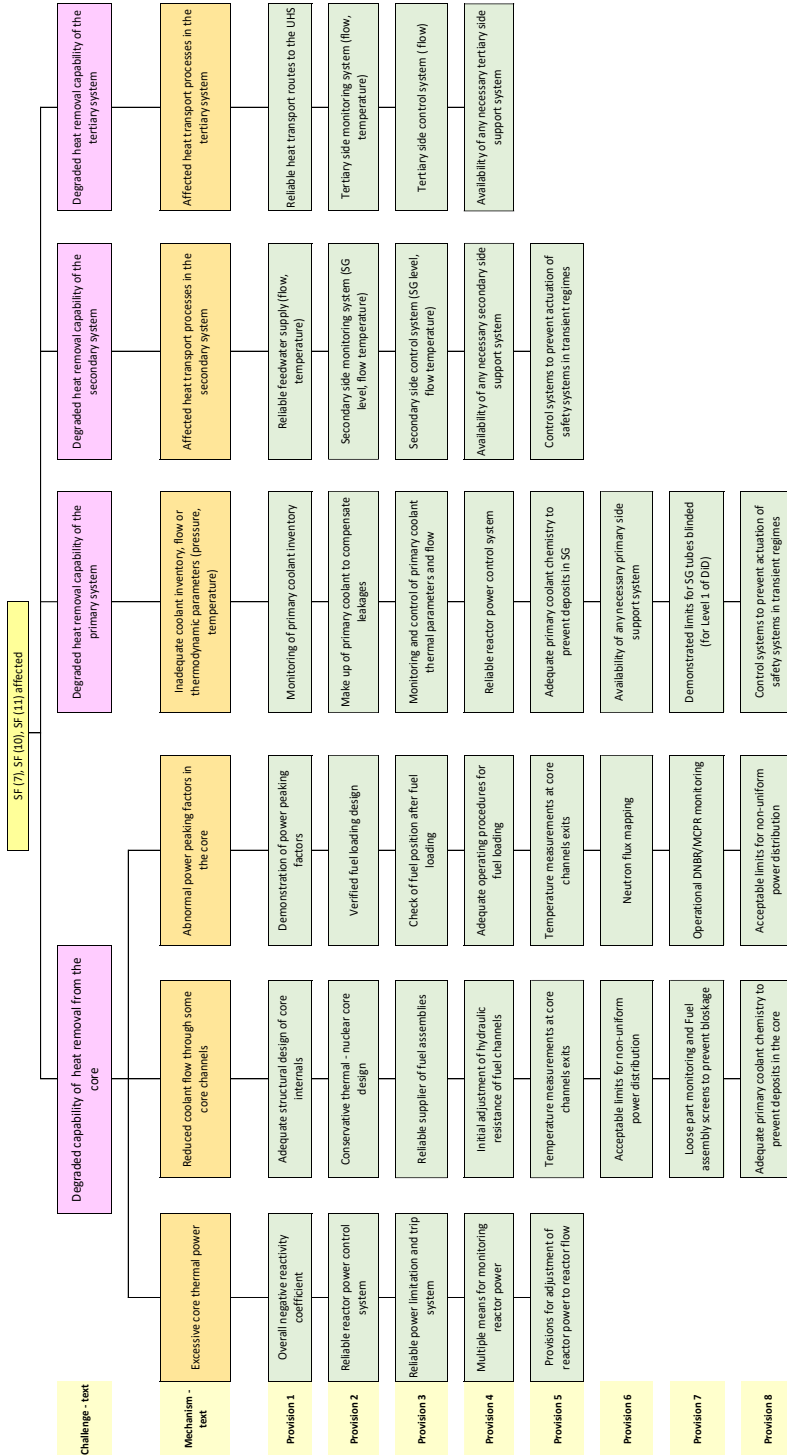 SF (7), SF (10), SF (11) affected
Challenge - text
Degraded capability of heat removal from the
core
Degraded heat removal capability of the
primary system
Degraded heat removal capability of the
secondary system
Degraded heat removal capability of the
tertiary system
Mechanism -
text
Excessive core thermal power
Reduced coolant flow through some
core channels
Abnormal power peaking factors in
the core
Inadequate coolant inventory, flow or
thermodynamic parameters (pressure,
temperature)
Affected heat transport processes in the
secondary system
Affected heat transport processes in the
tertiary system
Provision 1
Overall negative reactivity
coefficient
Adequate structural design of core
internals
Demonstration of power peaking
factors
Monitoring of primary coolant inventory
Reliable feedwater supply (flow,
temperature)
Reliable heat transport routes to the UHS
Provision 2
Reliable reactor power control
system
Conservative thermal - nuclear core
design
Verified fuel loading design
Make up of primary coolant to compensate
leakages
Secondary side monitoring system (SG
level, flow temperature)
Tertiary side monitoring system (flow,
temperature)
Provision 3
Reliable power limitation and trip
system
Reliable supplier of fuel assemblies
Check of fuel position after fuel
loading
Monitoring and control of primary coolant
thermal parameters and flow
Secondary side control system (SG level,
flow temperature)
Tertiary side control system ( flow)
Provision 4
Multiple means for monitoring
reactor power
Initial adjustment of hydraulic
resistance of fuel channels
Adequate operating procedures for
fuel loading
Reliable reactor power control system
Availability of any necessary secondary side
support system
Availability of any necessary tertiary side
support system
Provision 5
Provisions for adjustment of
reactor power to reactor flow
Temperature measurements at core
channels exits
Temperature measurements at core
channels exits
Adequate primary coolant chemistry to
prevent deposits in SG
Control systems to prevent actuation of
safety systems in transient regimes
Provision 6
Acceptable limits for non-uniform
power distribution
Neutron flux mapping
Availability of any necessary primary side
support system
Provision 7
Loose part monitoring and Fuel
assembly screens to prevent bloskage
Operational DNBR/MCPR monitoring
Demonstrated limits for SG tubes blinded
(for Level 1 of DiD)
Provision 8
Adequate primary coolant chemistry to
prevent deposits in the core
Acceptable limits for non-uniform
power distribution
Control systems to prevent actuation of
safety systems in transient regimes